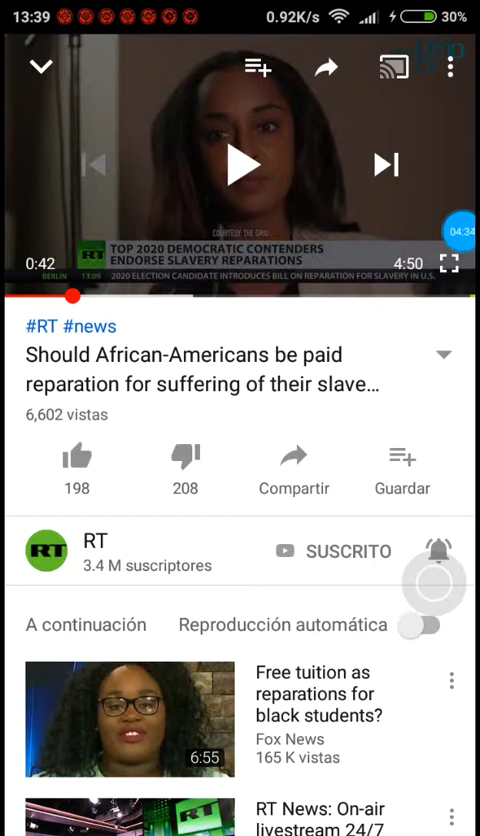 13:39
0.92K/s
30%
COURTESY: THE GRIO
RT
TOP 2020 DEMOCRATIC CONTENDERS
ENDORSE SLAVERY REPARATIONS
04:34
0:42
4:50
BERLIN 13:09 2020 ELECTION CANDIDATE INTRODUCES BILL ON REPARATION FOR SLAVERY IN U.S.
#RT #news
Should African-Americans be paid
reparation for suffering of their slave...
6,602 vistas
198
208
Compartir
Guardar
RT
RT
3.4 M suscriptores
SUSCRITO
A continuación
Reproducción automática
6:55
Free tuition as
reparations for
black students?
Fox News
165 K vistas
RT
RT News: On-air
livestream 24/7